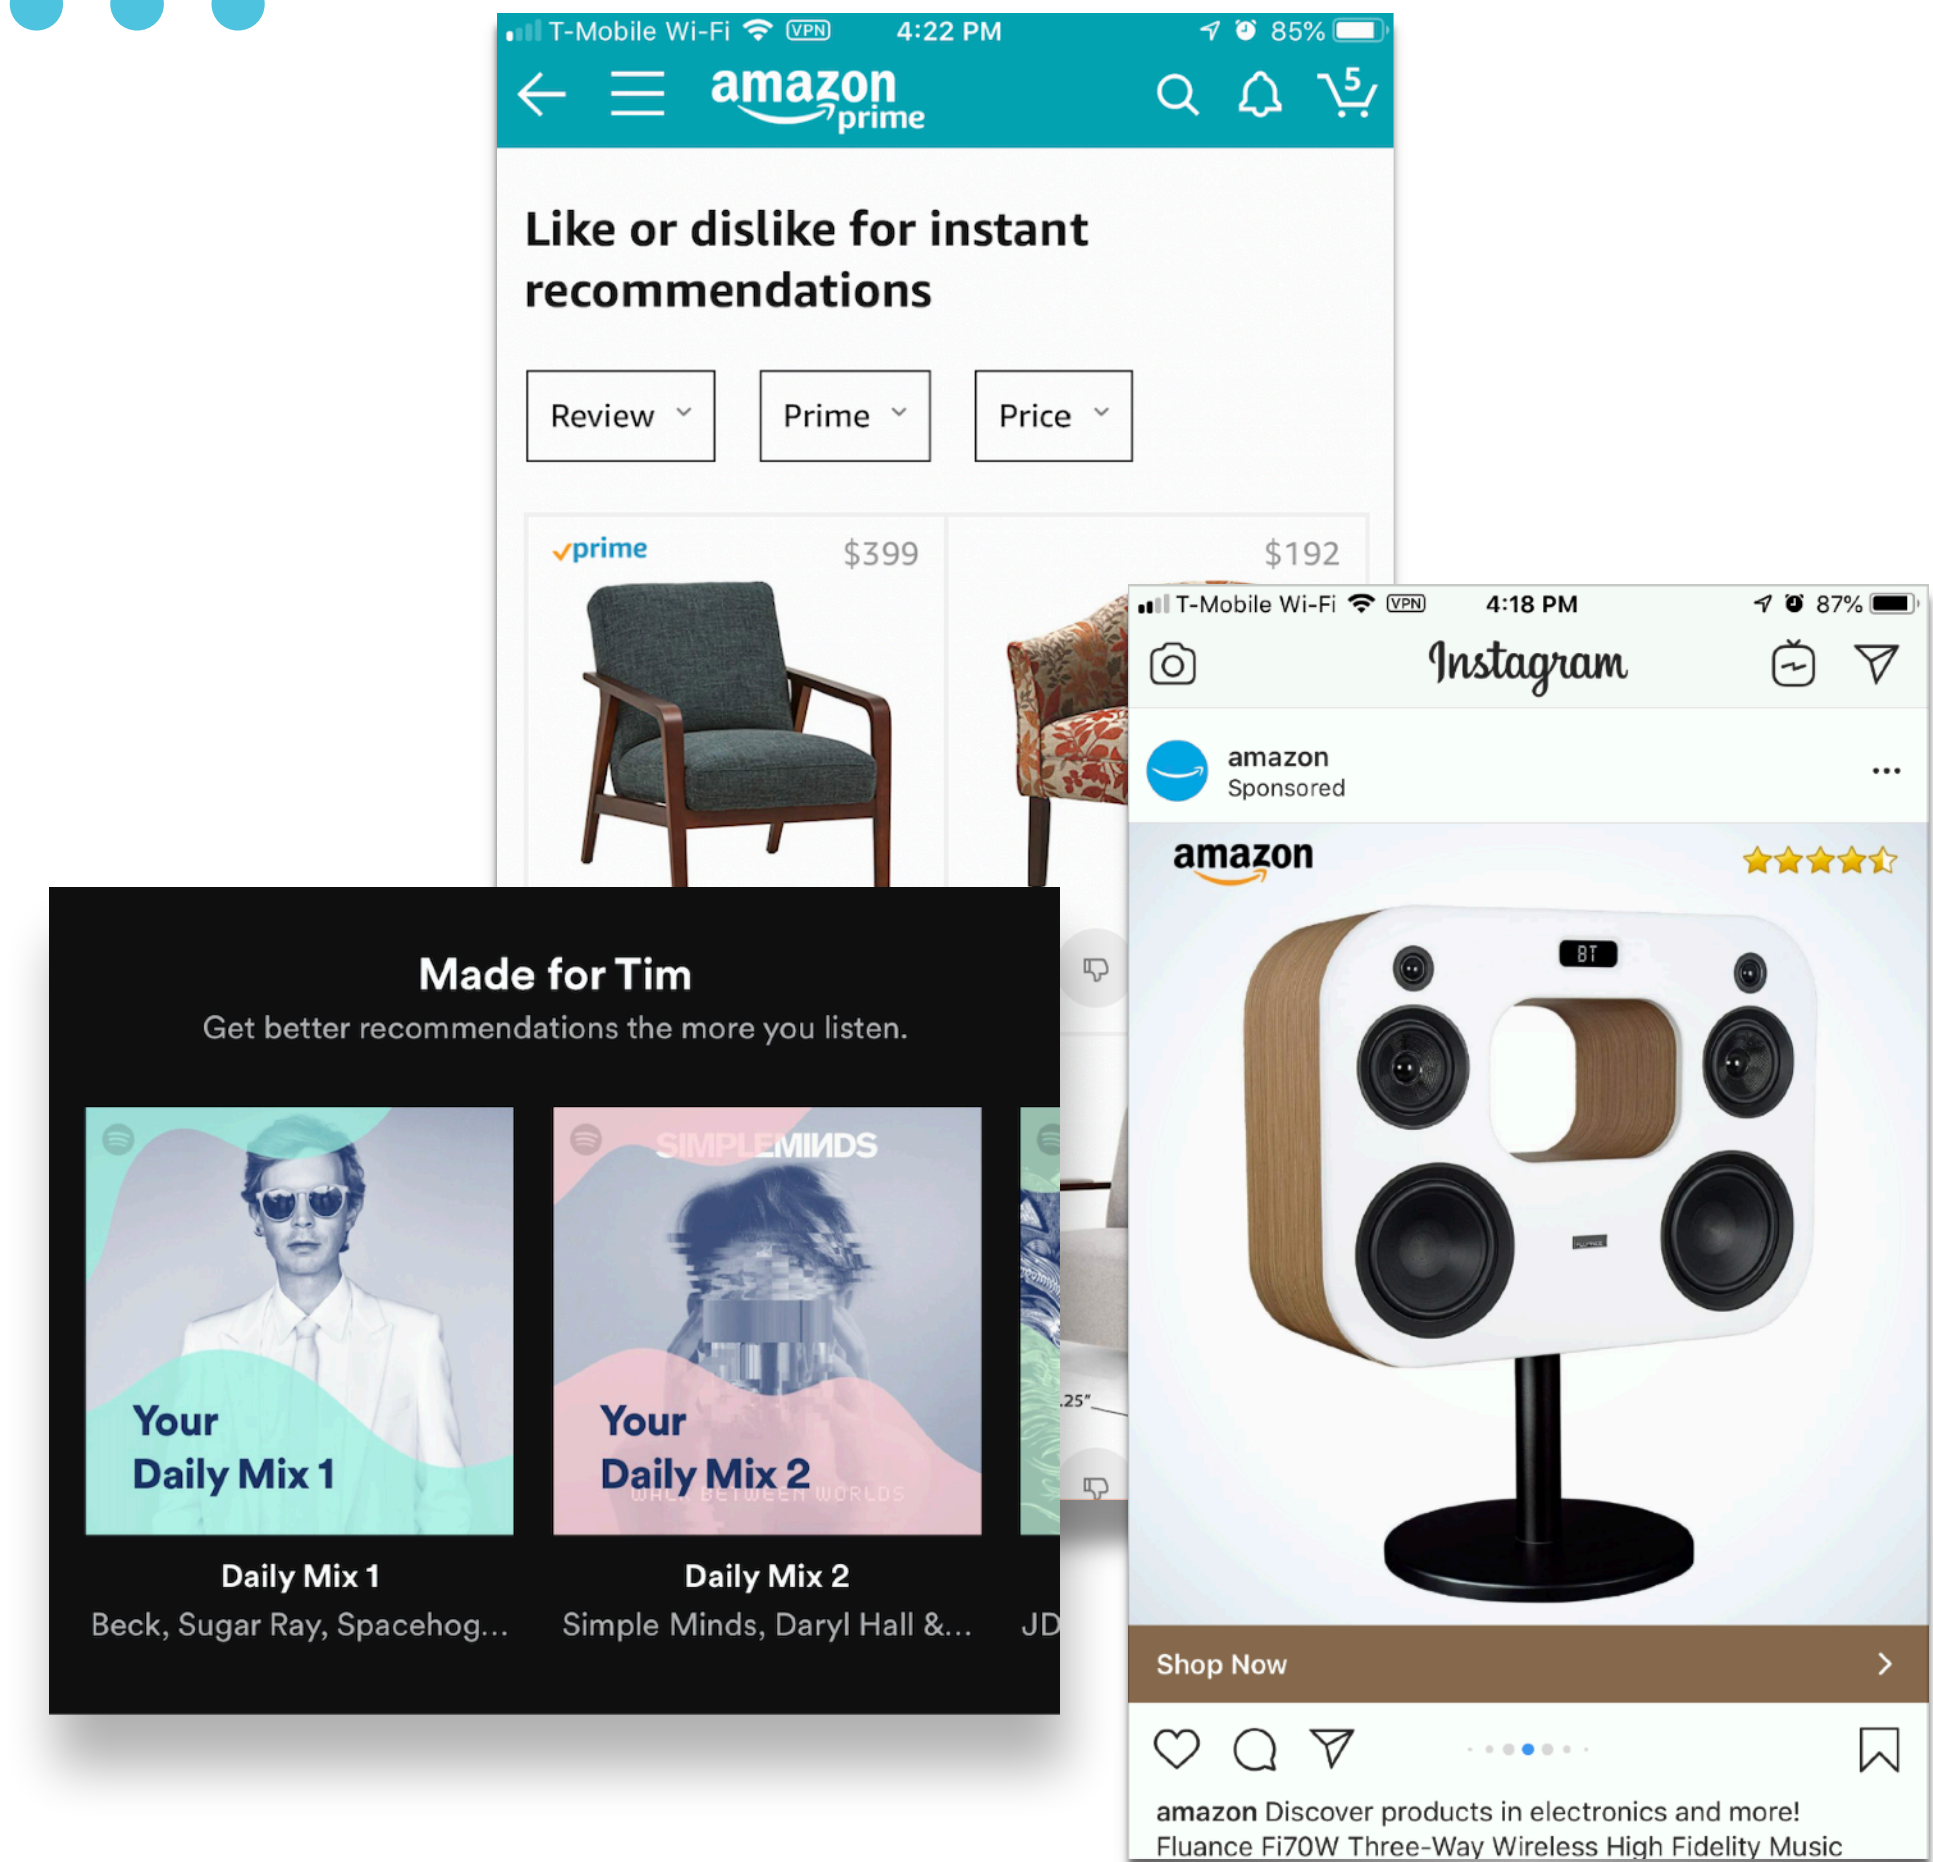 T-Mobile Wi-Fi VPN 4:22 PM 85%
amazon
prime
5
Like or dislike for instant
recommendations
Review Prime Price
prime $399 $192
Made for Tim
Get better recommendations the more you listen.
SIMPLE MINDS
Your
Daily Mix 1
Your
Daily Mix 2
WALK BETWEEN WORLDS
Daily Mix 1
Beck, Sugar Ray, Spacehog...
Daily Mix 2
Simple Minds, Daryl Hall &...
JD
.25"
T-Mobile Wi-Fi VPN 4:18 PM 87%
Instagram
amazon
Sponsored
amazon
BT
Shop Now
amazon Discover products in electronics and more!
Fluance Fi70W Three-Way Wireless High Fidelity Music